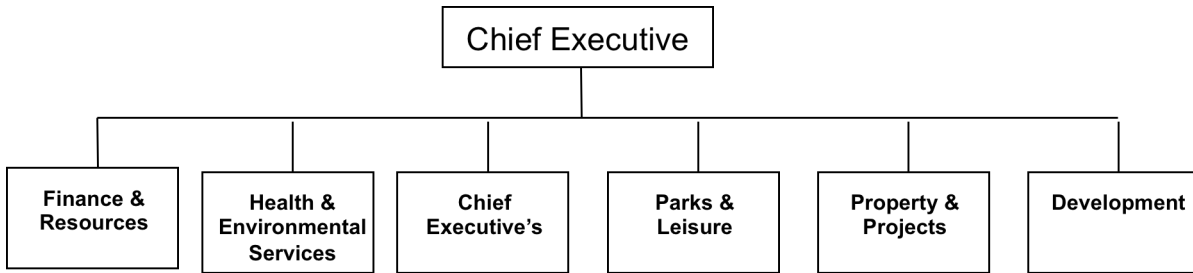 Chief Executive
Finance &
Resources
Health &
Environmental
Services
Chief
Executive’s
Parks &
Leisure
Property &
Projects
Development